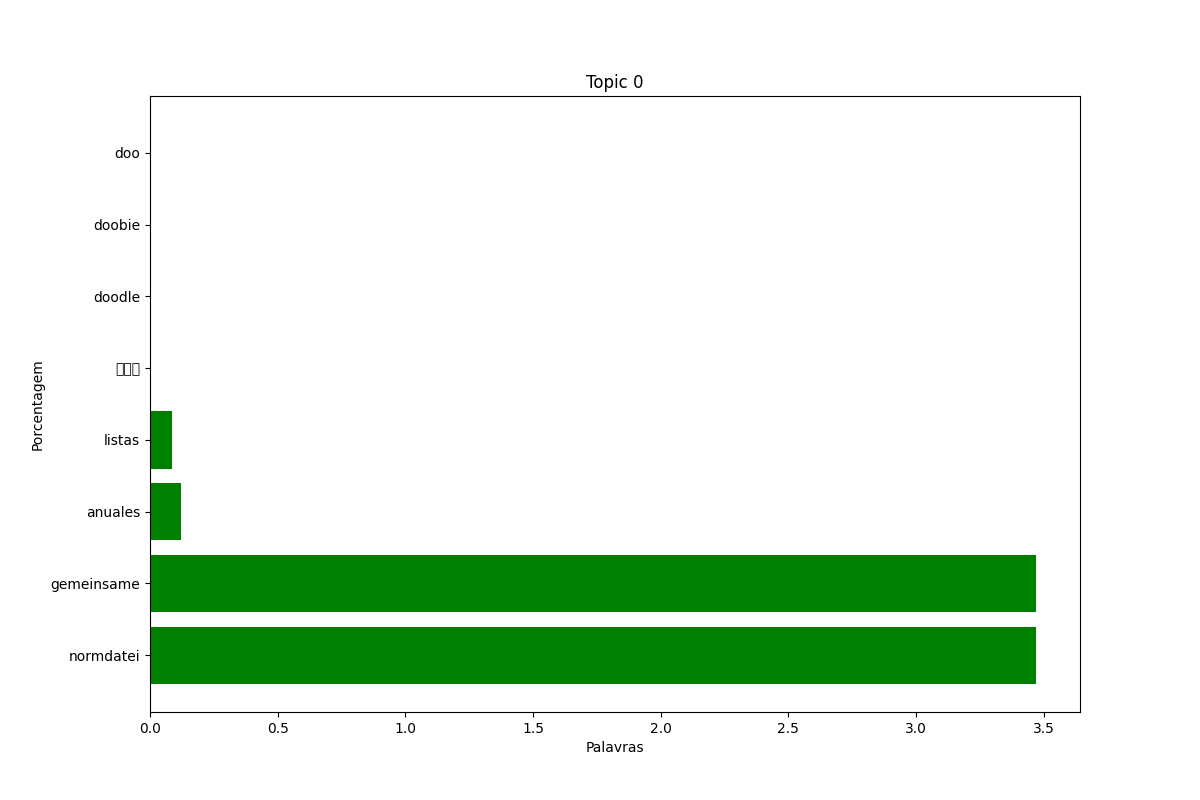 Topic 0
doo
doobie
doodle
listas
anuales
gemeinsame
normdatei
Porcentagem
0.0 0.5 1.0 1.5 2.0 2.5 3.0 3.5
Palavras